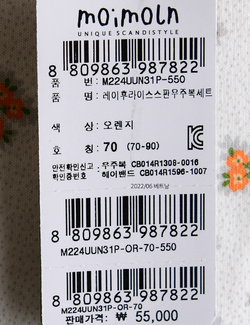 moimoln
UNIQUE SCANDISTYLE
8 809863 987822
품 번 : M224UUN31P-550
품 명 : 레이후라이스스판우주복세트
색 상 : 오렌지
호 칭 : 70 (70-90)
안전확인신고 . 우주복 CB014R1308-0016
확인증번호 · 헤어밴드 CB014R1596-1007
2022/06 베트남
M224UUN31P-OR-70-550
8 809863 987822
M224UUN31P-OR-70
8 809863 987822
판매가격 : ₩ 55,000